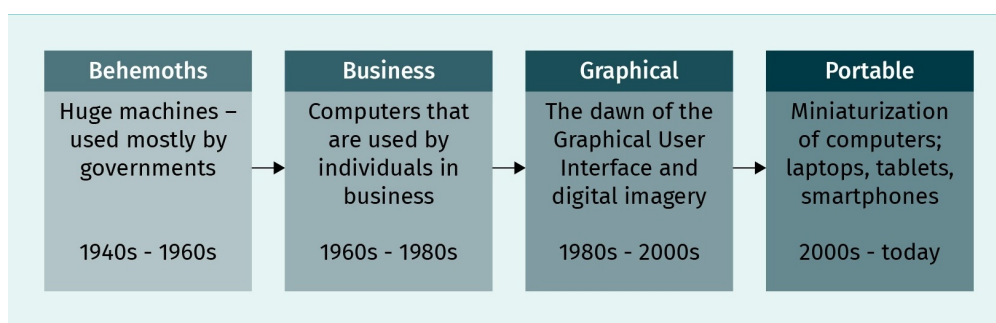 Behemoths
Huge machines –
used mostly by
governments
1940s - 1960s
Business
Computers that
are used by
individuals in
business
1960s - 1980s
Graphical
The dawn of the
Graphical User
Interface and
digital imagery
1980s - 2000s
Portable
Miniaturization
of computers;
laptops, tablets,
smartphones
2000s - today